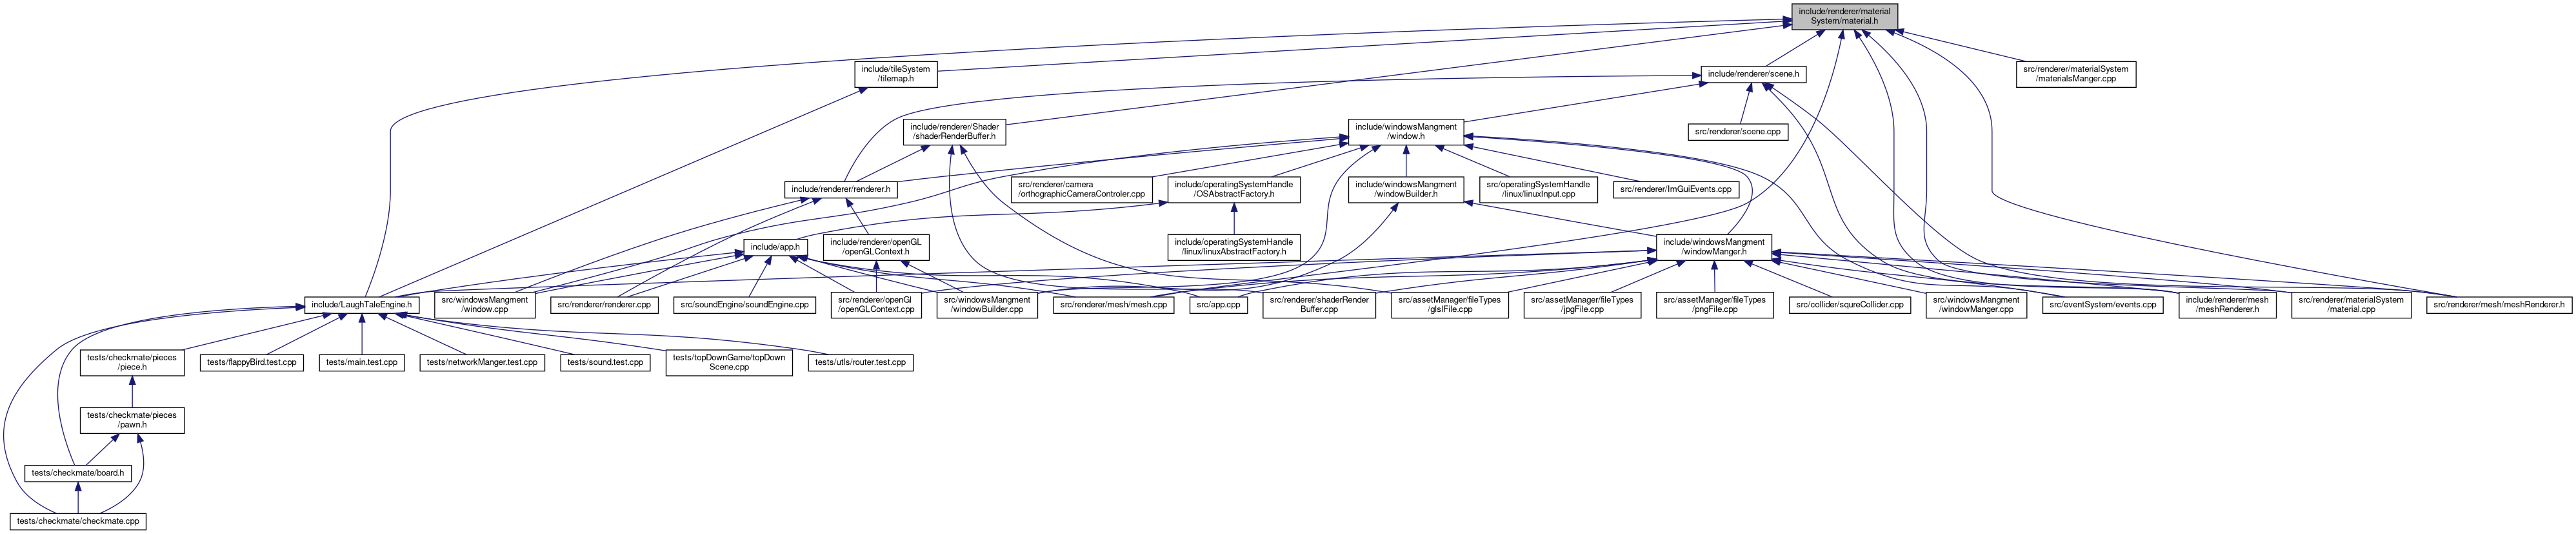 include/renderer/material
System/material.h
include/tileSystem
/tilemap.h
include/renderer/scene.h
src/renderer/materialSystem
/materialsManger.cpp
include/renderer/Shader
/shaderRenderBuffer.h
include/windowsMangment
/window.h
src/renderer/scene.cpp
include/renderer/renderer.h
src/renderer/camera
/orthographicCameraControler.cpp
include/operatingSystemHandle
/OSAbstractFactory.h
include/windowsMangment
/windowBuilder.h
src/operatingSystemHandle
/linux/linuxInput.cpp
src/renderer/ImGuiEvents.cpp
include/app.h
include/renderer/openGL
/openGLContext.h
include/operatingSystemHandle
/linux/linuxAbstractFactory.h
include/windowsMangment
/windowManger.h
include/LaughTaleEngine.h
src/windowsMangment
/window.cpp
src/renderer/renderer.cpp
src/soundEngine/soundEngine.cpp
src/renderer/openGl
/openGLContext.cpp
src/windowsMangment
/windowBuilder.cpp
src/renderer/mesh/mesh.cpp
src/app.cpp
src/renderer/shaderRender
Buffer.cpp
src/assetManager/fileTypes
/glslFile.cpp
src/assetManager/fileTypes
/jpgFile.cpp
src/assetManager/fileTypes
/pngFile.cpp
src/collider/squreCollider.cpp
src/windowsMangment
/windowManger.cpp
src/eventSystem/events.cpp
include/renderer/mesh
/meshRenderer.h
src/renderer/materialSystem
/material.cpp
src/renderer/mesh/meshRenderer.h
tests/checkmate/pieces
/piece.h
tests/flappyBird.test.cpp
tests/main.test.cpp
tests/networkManger.test.cpp
tests/sound.test.cpp
tests/topDownGame/topDown
Scene.cpp
tests/utls/router.test.cpp
tests/checkmate/pieces
/pawn.h
tests/checkmate/board.h
tests/checkmate/checkmate.cpp